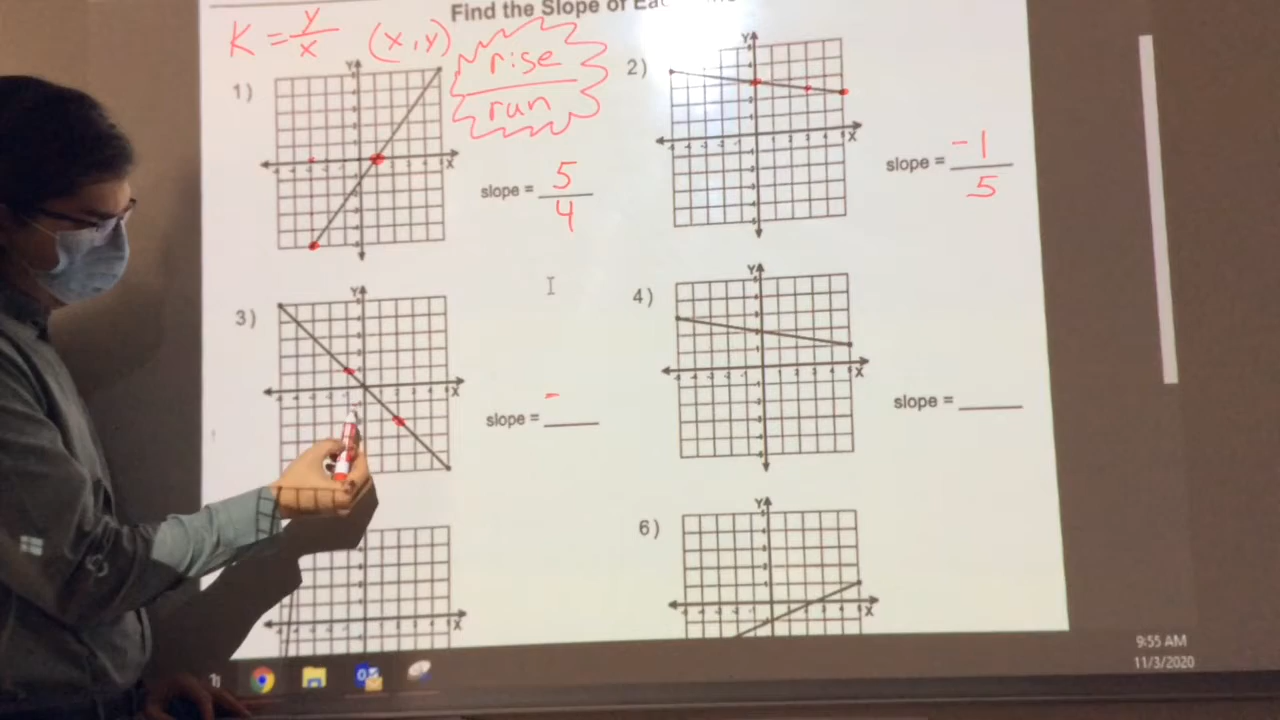 Find the Slope of Ea
K = y/x (x,y) rise/run
1)
slope = 5/4
2)
slope = -1/5
3)
slope = -
4)
slope =
6)
Y
X
Y
X
Y
X
Y
X
X
Y
X
9:55 AM
11/3/2020